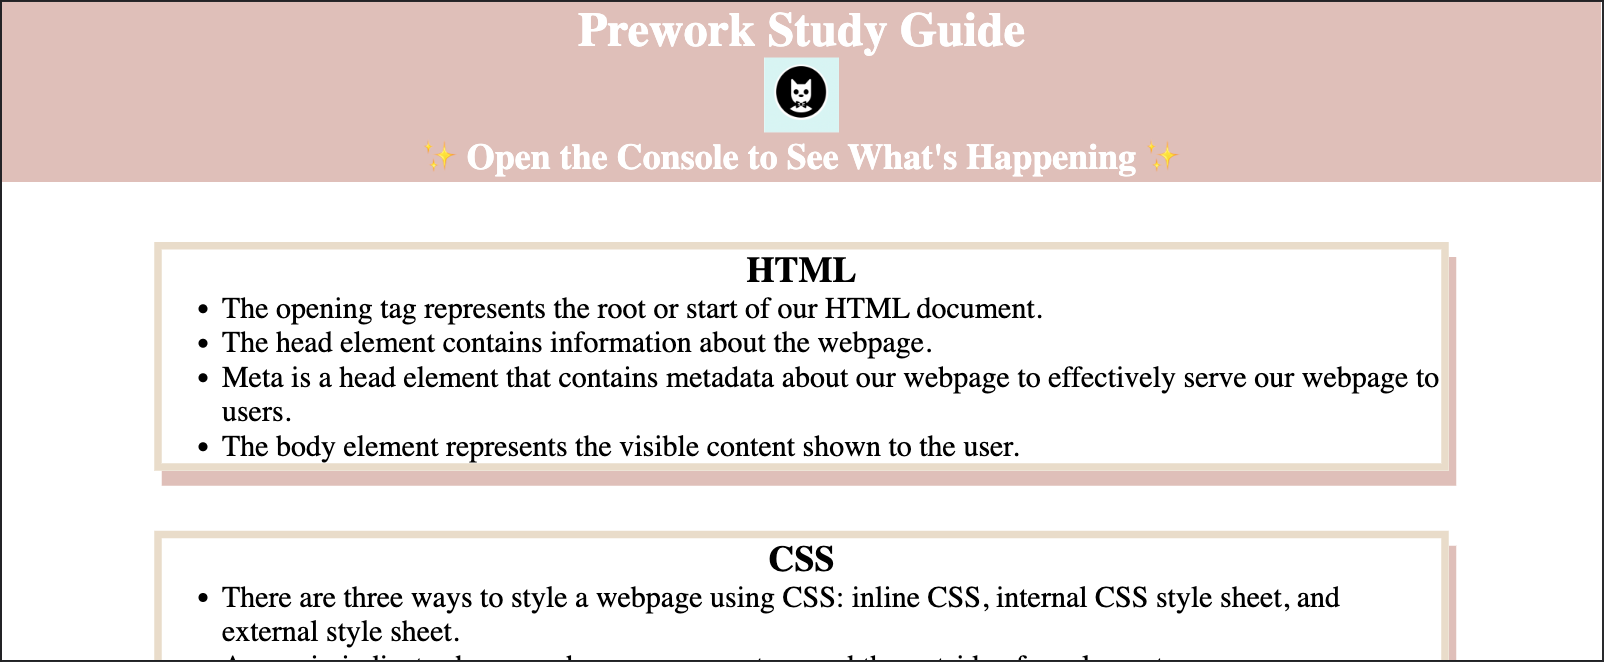 Prework Study Guide
✨ Open the Console to See What's Happening ✨
HTML
• The opening tag represents the root or start of our HTML document.
• The head element contains information about the webpage.
• Meta is a head element that contains metadata about our webpage to effectively serve our webpage to
users.
• The body element represents the visible content shown to the user.
CSS
• There are three ways to style a webpage using CSS: inline CSS, internal CSS style sheet, and
external style sheet.